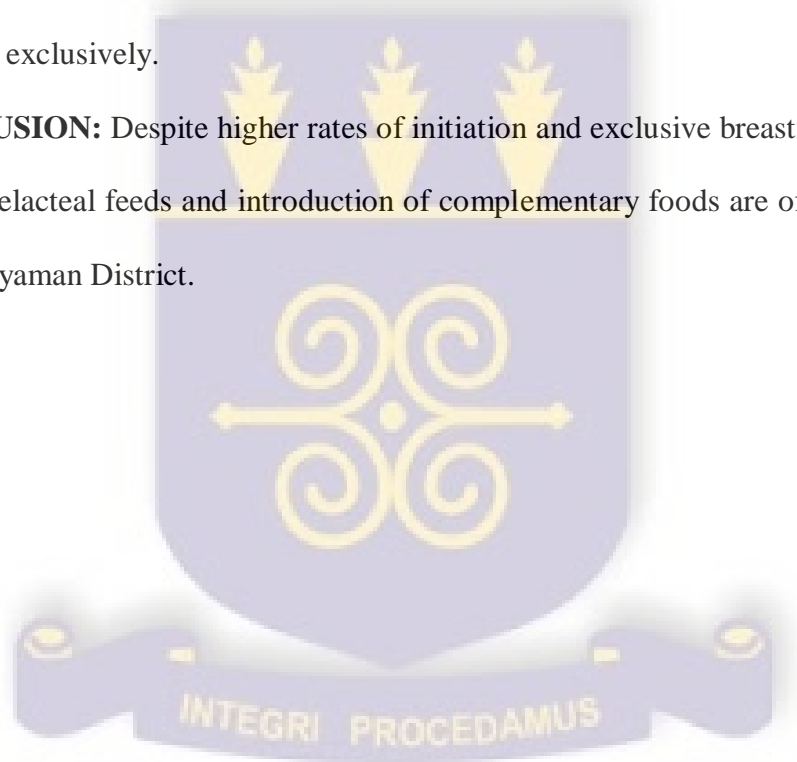 exclusively.
USION: Despite higher rates of initiation and exclusive breast
elacteal feeds and introduction of complementary foods are of
yaman District.
INTEGRI PROCEDAMUS